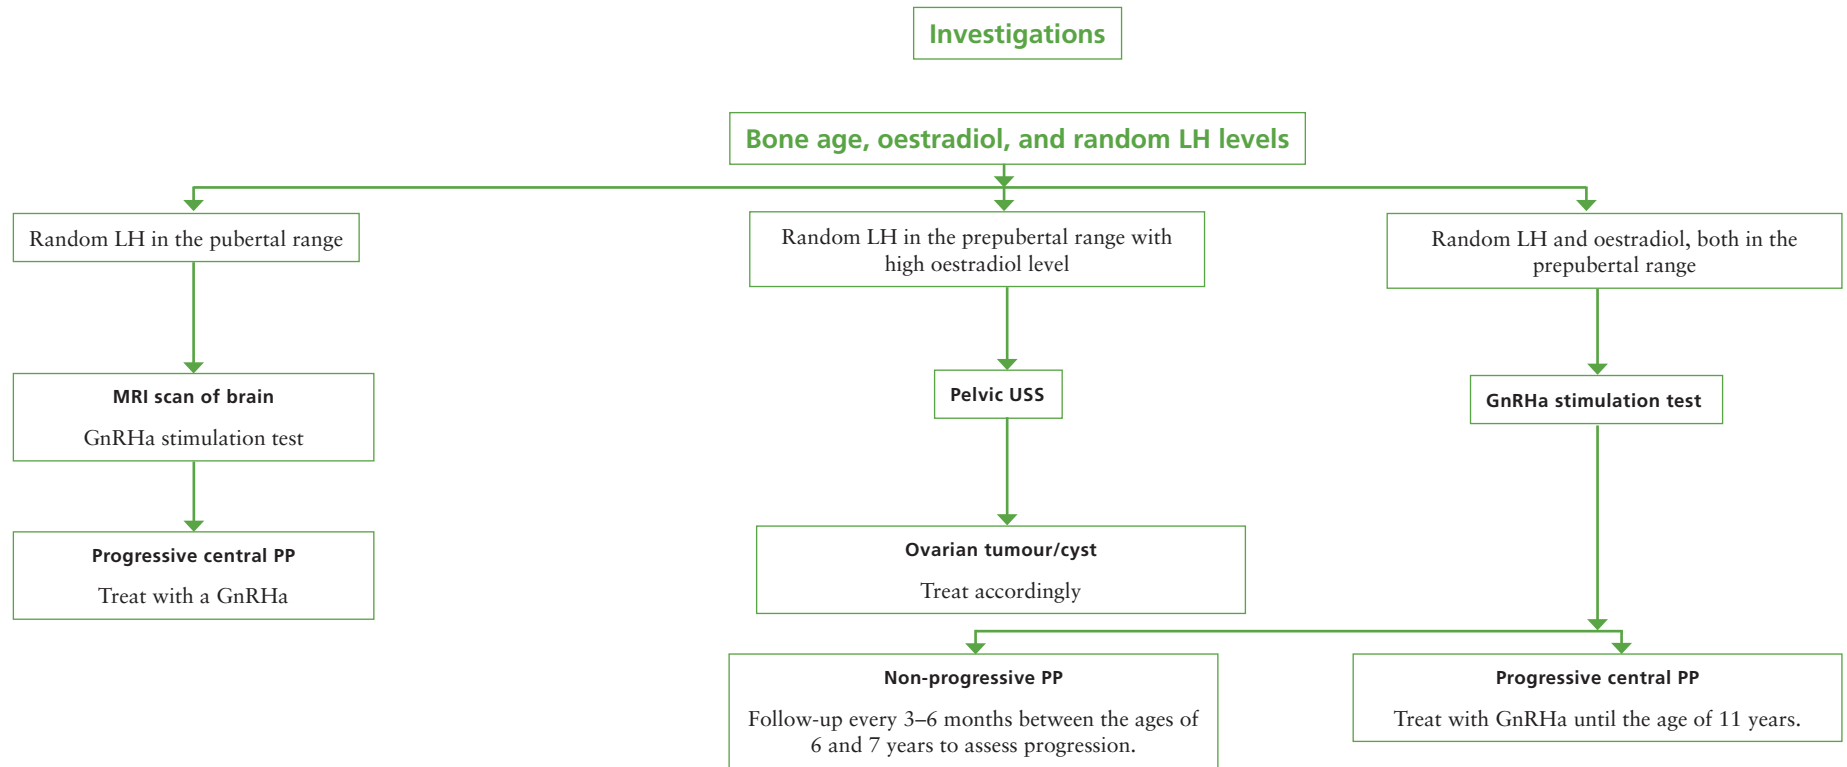 Investigations
Bone age, oestradiol, and random LH levels
Random LH in the pubertal range
Random LH in the prepubertal range with
high oestradiol level
Random LH and oestradiol, both in the
prepubertal range
MRI scan of brain
GnRHa stimulation test
Pelvic USS
GnRHa stimulation test
Progressive central PP
Treat with a GnRHa
Ovarian tumour/cyst
Treat accordingly
Non-progressive PP
Follow-up every 3–6 months between the ages of
6 and 7 years to assess progression.
Progressive central PP
Treat with GnRHa until the age of 11 years.